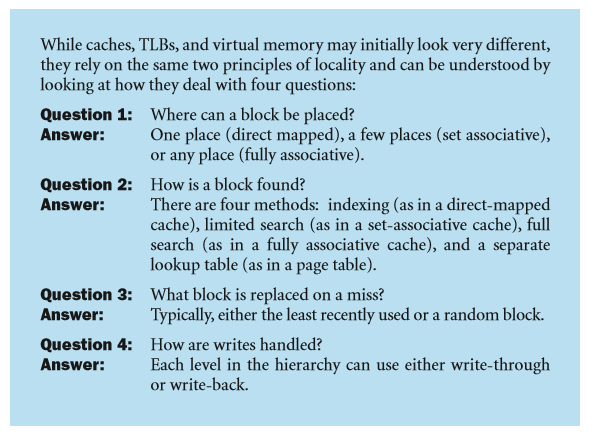 While caches, TLBs, and virtual memory may initially look very different,
they rely on the same two principles of locality and can be understood by
looking at how they deal with four questions:
Question 1: Where can a block be placed?
Answer: One place (direct mapped), a few places (set associative),
or any place (fully associative).
Question 2: How is a block found?
Answer: There are four methods: indexing (as in a direct-mapped
cache), limited search (as in a set-associative cache), full
search (as in a fully associative cache), and a separate
lookup table (as in a page table).
Question 3: What block is replaced on a miss?
Answer: Typically, either the least recently used or a random block.
Question 4: How are writes handled?
Answer: Each level in the hierarchy can use either write-through
or write-back.